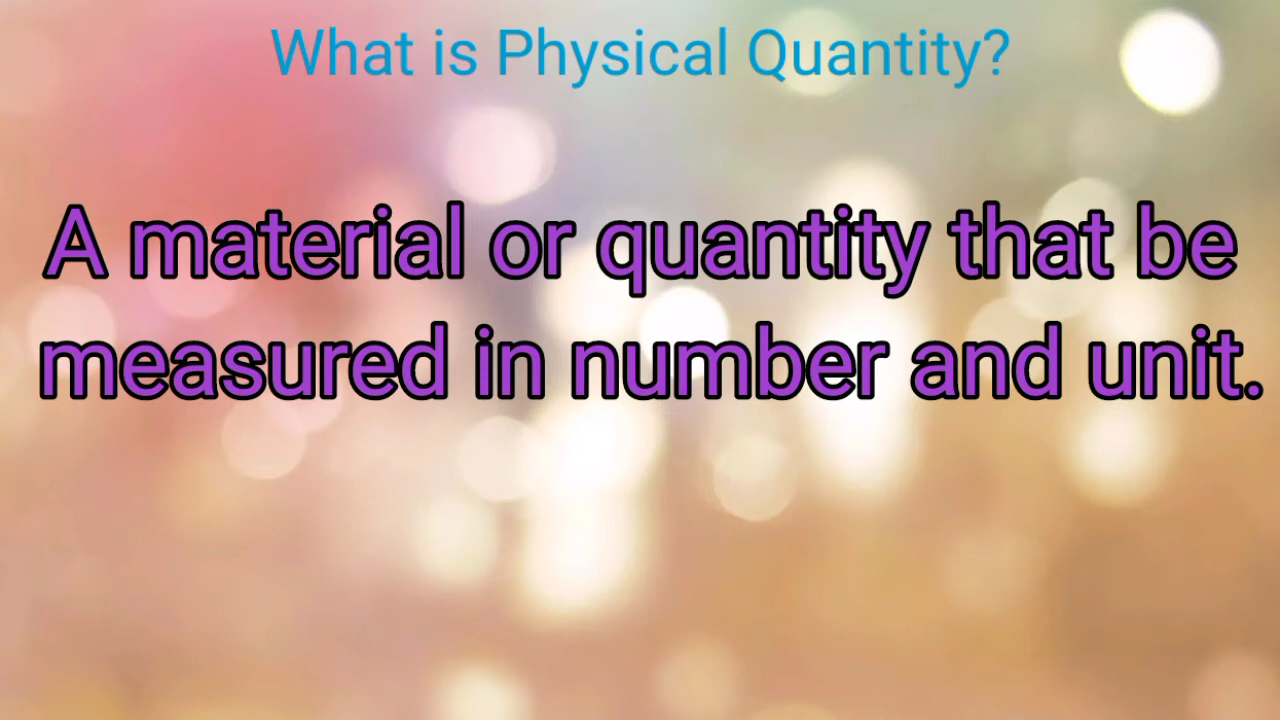 What is Physical Quantity?
A material or quantity that be
measured in number and unit.